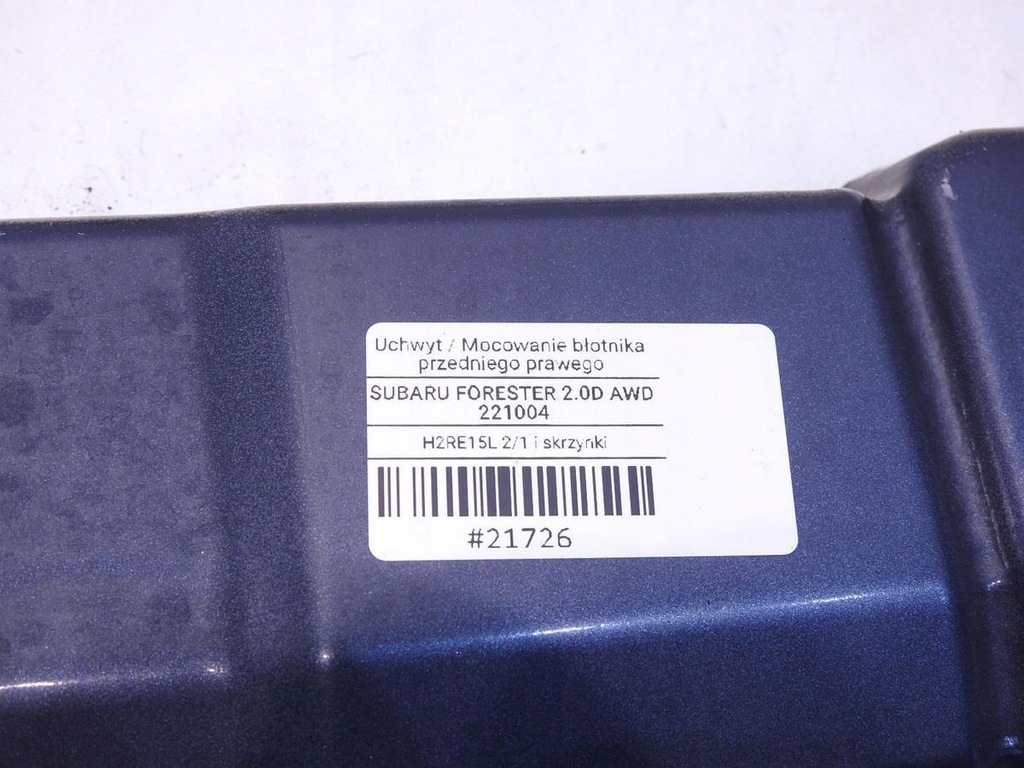 Uchwyt / Mocowanie błotnika
przedniego prawego
SUBARU FORESTER 2.0D AWD
221004
H2RE15L 2/1 i skrzynki
#21726